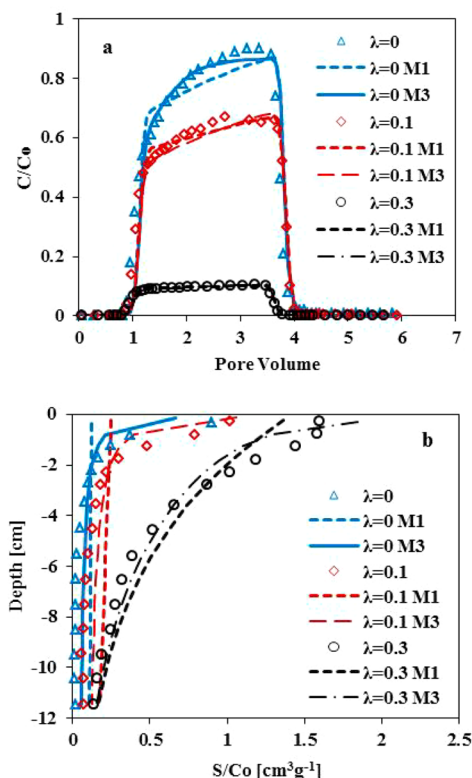 a
1
0.8
0.6
0.4
0.2
0
C/Co
0 1 2 3 4 5 6 7
Pore Volume
λ=0
λ=0 M1
λ=0 M3
λ=0.1
λ=0.1 M1
λ=0.1 M3
λ=0.3
λ=0.3 M1
λ=0.3 M3
b
0
-2
-4
-6
-8
-10
-12
Depth [cm]
0 0.5 1 1.5 2 2.5
S/Co [cm³g⁻¹]
λ=0
λ=0 M1
λ=0 M3
λ=0.1
λ=0.1 M1
λ=0.1 M3
λ=0.3
λ=0.3 M1
λ=0.3 M3